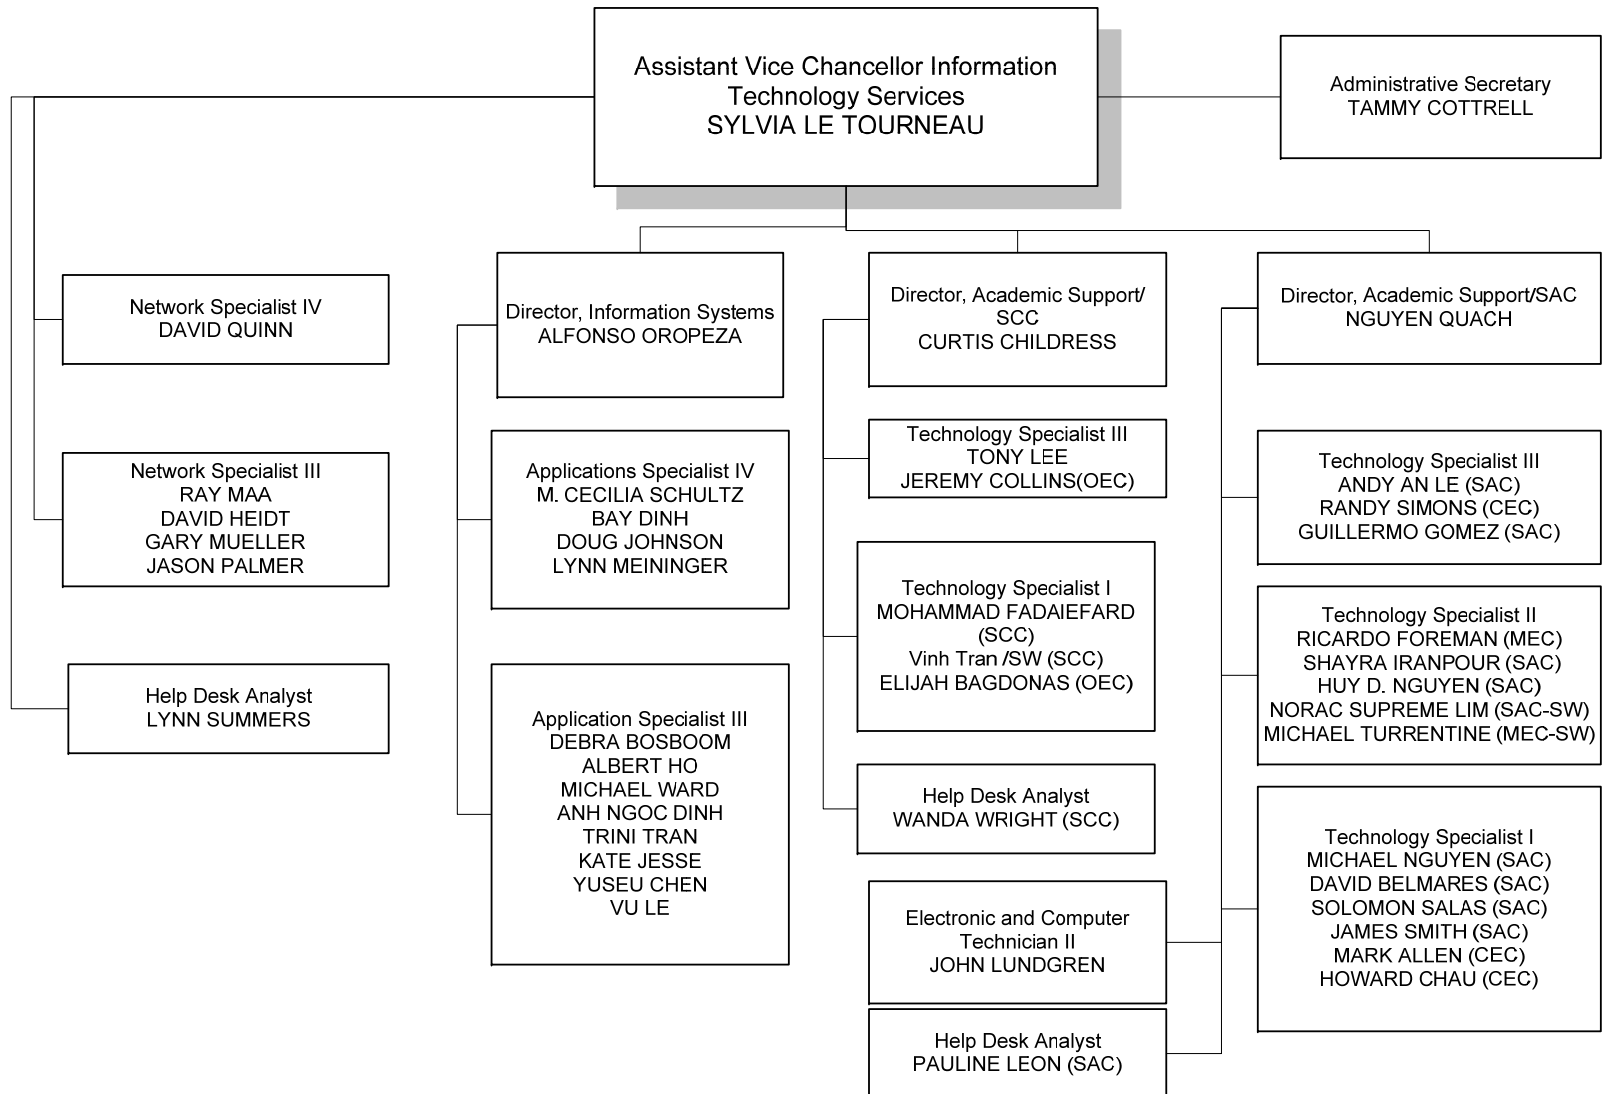 Assistant Vice Chancellor Information
Technology Services
SYLVIA LE TOURNEAU
Administrative Secretary
TAMMY COTTRELL
Network Specialist IV
DAVID QUINN
Network Specialist III
RAY MAA
DAVID HEIDT
GARY MUELLER
JASON PALMER
Help Desk Analyst
LYNN SUMMERS
Director, Information Systems
ALFONSO OROPEZA
Applications Specialist IV
M. CECILIA SCHULTZ
BAY DINH
DOUG JOHNSON
LYNN MEININGER
Application Specialist III
DEBRA BOSBOOM
ALBERT HO
MICHAEL WARD
ANH NGOC DINH
TRINI TRAN
KATE JESSE
YUSEU CHEN
VU LE
Director, Academic Support/
SCC
CURTIS CHILDRESS
Technology Specialist III
TONY LEE
JEREMY COLLINS(OEC)
Technology Specialist I
MOHAMMAD FADAIEFARD
(SCC)
Vinh Tran /SW (SCC)
ELIJAH BAGDONAS (OEC)
Help Desk Analyst
WANDA WRIGHT (SCC)
Electronic and Computer
Technician II
JOHN LUNDGREN
Help Desk Analyst
PAULINE LEON (SAC)
Director, Academic Support/SAC
NGUYEN QUACH
Technology Specialist III
ANDY AN LE (SAC)
RANDY SIMONS (CEC)
GUILLERMO GOMEZ (SAC)
Technology Specialist II
RICARDO FOREMAN (MEC)
SHAYRA IRANPOUR (SAC)
HUY D. NGUYEN (SAC)
NORAC SUPREME LIM (SAC-SW)
MICHAEL TURRENTINE (MEC-SW)
Technology Specialist I
MICHAEL NGUYEN (SAC)
DAVID BELMARES (SAC)
SOLOMON SALAS (SAC)
JAMES SMITH (SAC)
MARK ALLEN (CEC)
HOWARD CHAU (CEC)